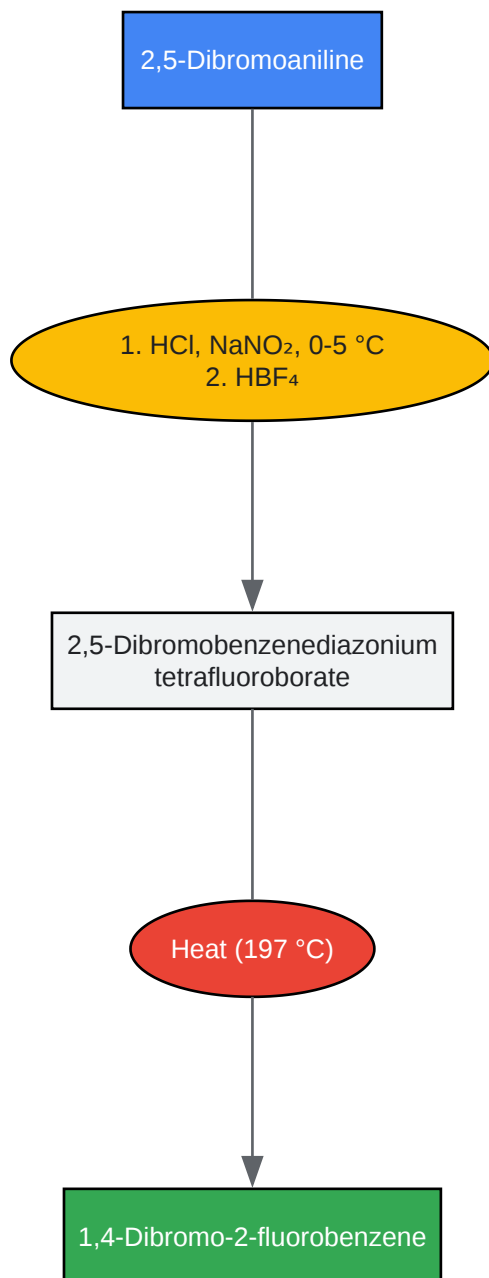 2,5-Dibromoaniline
1. HCl, NaNO₂, 0-5 °C
2. HBF₄
2,5-Dibromobenzenediazonium
tetrafluoroborate
Heat (197 °C)
1,4-Dibromo-2-fluorobenzene